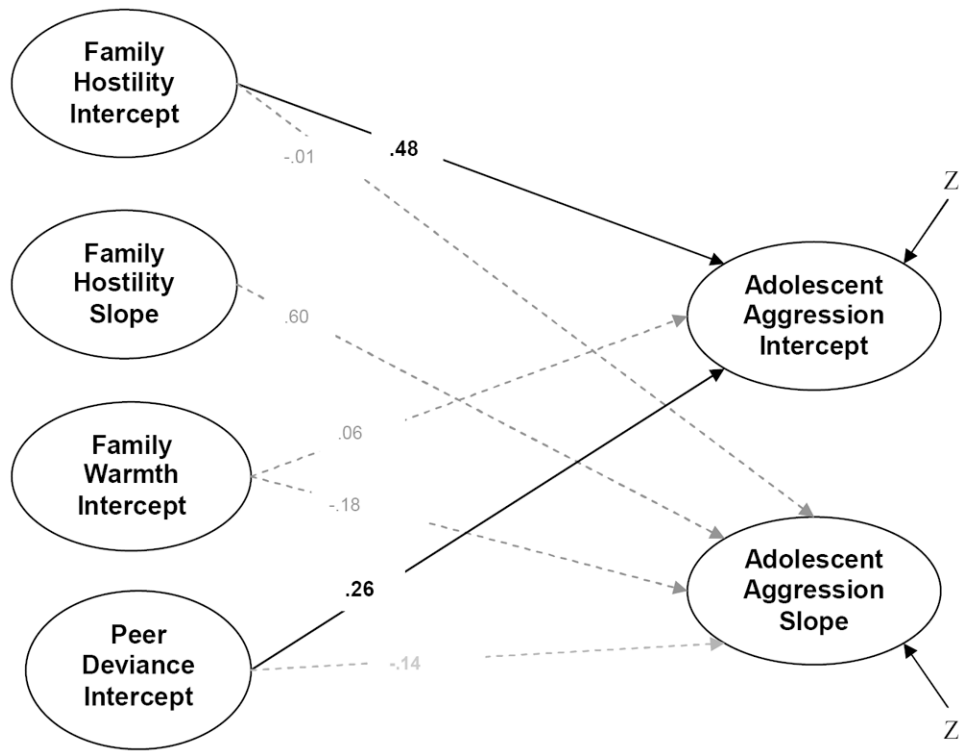 Family
Hostility
Intercept
-.01
.48
Z
Family
Hostility
Slope
.60
Adolescent
Aggression
Intercept
Family
Warmth
Intercept
.06
-.18
Adolescent
Aggression
Slope
.26
Peer
Deviance
Intercept
-.14
Z